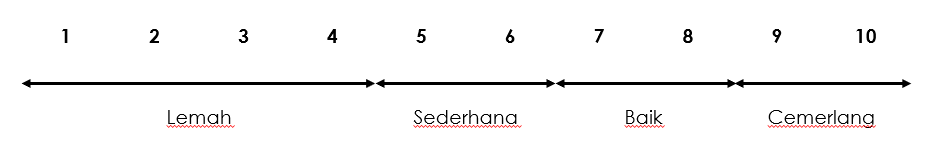 1 2 3 4 5 6 7 8 9 10
Lemah Sederhana Baik Cemerlang